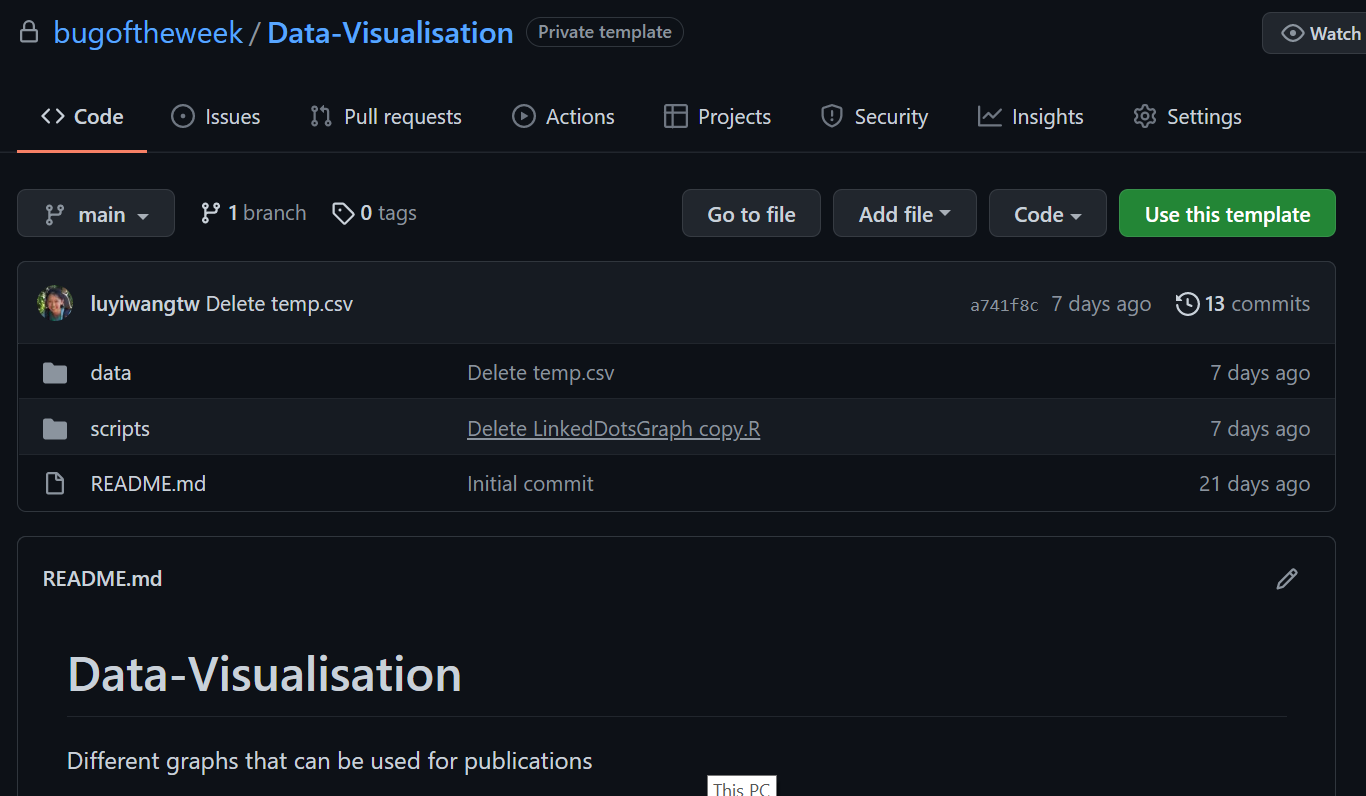 bugoftheweek / Data-Visualisation Private template Watch
Code Issues Pull requests Actions Projects Security Insights Settings
main 1 branch 0 tags Go to file Add file Code Use this template
luyiwangtw Delete temp.csv a741f8c 7 days ago 13 commits
data Delete temp.csv 7 days ago
scripts Delete LinkedDotsGraph copy.R 7 days ago
README.md Initial commit 21 days ago
README.md
Data-Visualisation
Different graphs that can be used for publications
This PC